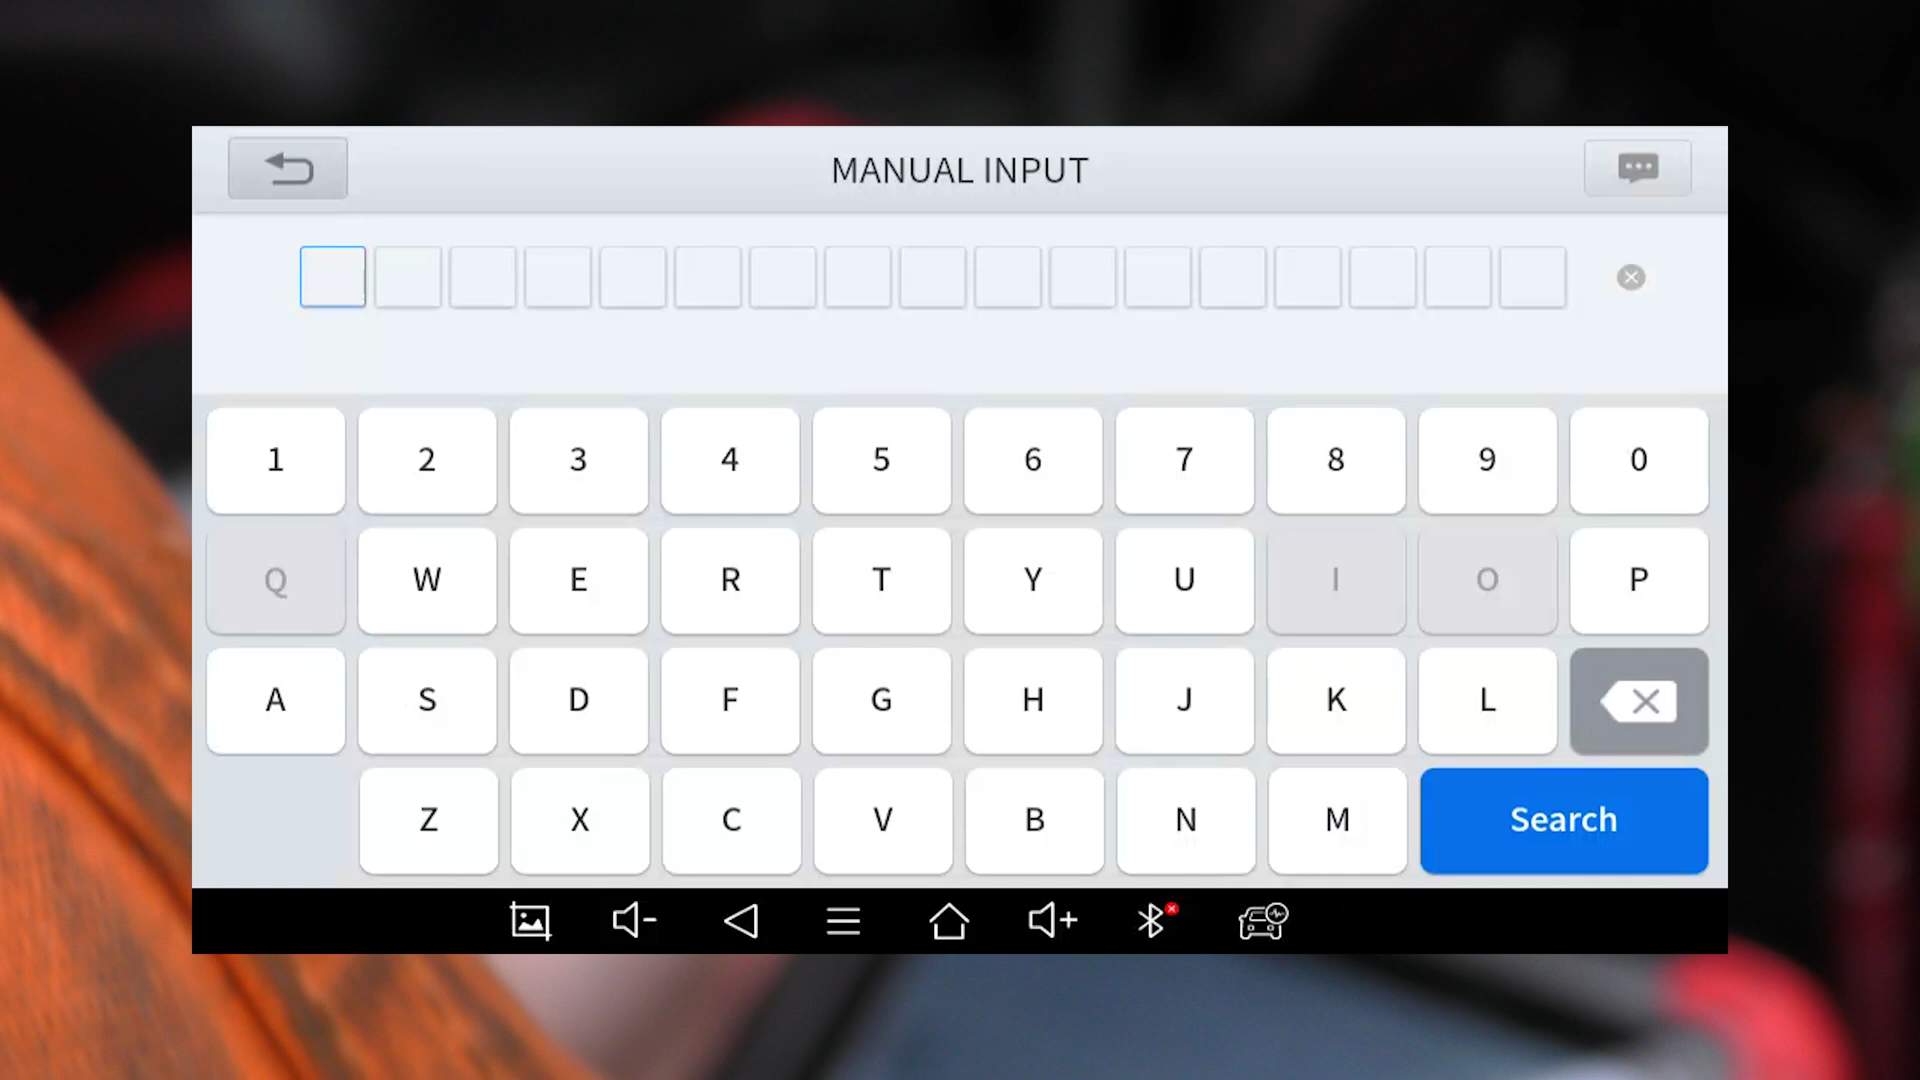 MANUAL INPUT
1 2 3 4 5 6 7 8 9 0
Q W E R T Y U I O P
A S D F G H J K L
Z X C V B N M Search